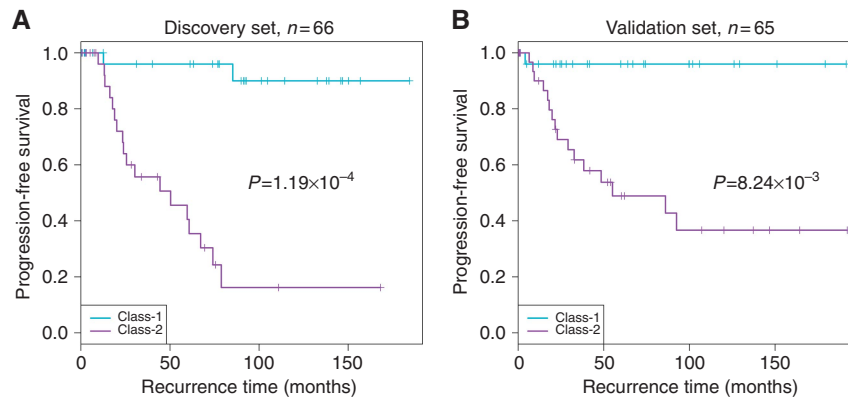 A
Discovery set, n=66
Progression-free survival
1.0
0.8
0.6
0.4
0.2
0.0
P=1.19×10⁻⁴
Class-1
Class-2
0 50 100 150
Recurrence time (months)
B
Validation set, n=65
Progression-free survival
1.0
0.8
0.6
0.4
0.2
0.0
P=8.24×10⁻³
Class-1
Class-2
0 50 100 150
Recurrence time (months)